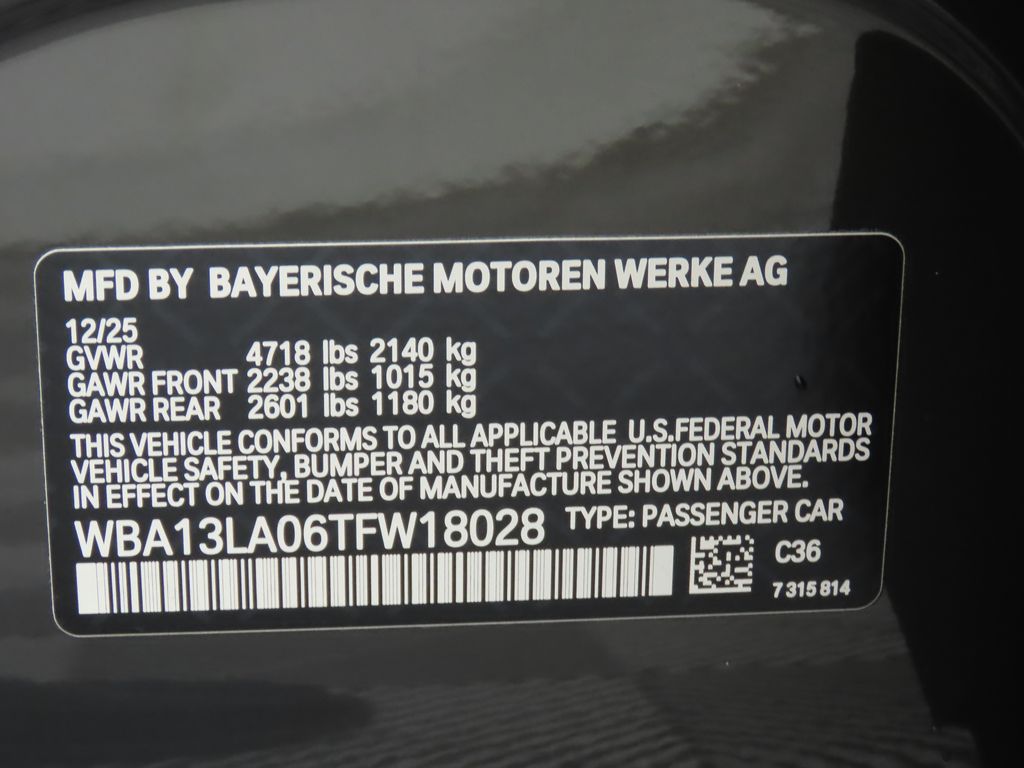 MFD BY BAYERISCHE MOTOREN WERKE AG
12/25
GVWR 4718 lbs 2140 kg
GAWR FRONT 2238 lbs 1015 kg
GAWR REAR 2601 lbs 1180 kg
THIS VEHICLE CONFORMS TO ALL APPLICABLE U.S.FEDERAL MOTOR
VEHICLE SAFETY, BUMPER AND THEFT PREVENTION STANDARDS
IN EFFECT ON THE DATE OF MANUFACTURE SHOWN ABOVE.
WBA13LA06TFW18028 TYPE: PASSENGER CAR
C36
7 315 814